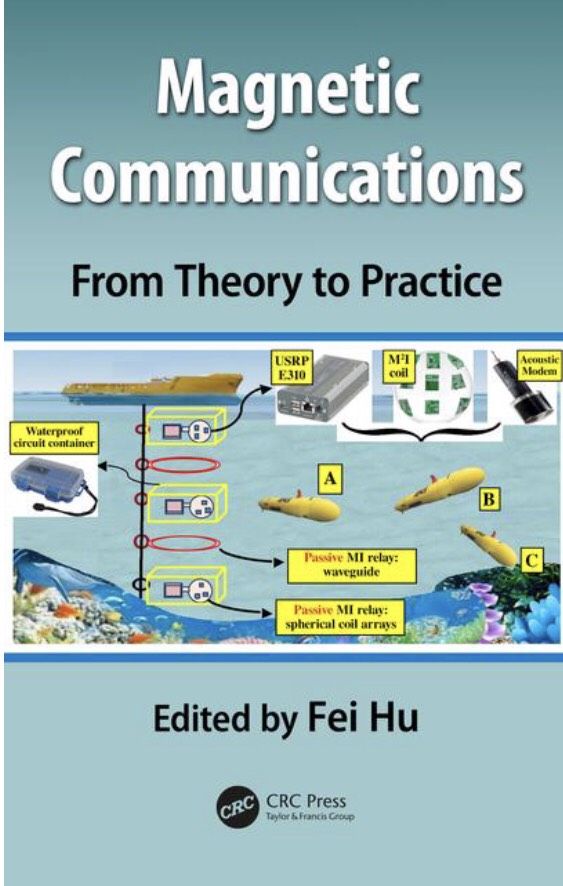 Magnetic
Communications
From Theory to Practice
USRP
E310
M²I
coil
Acoustic
Modem
Waterproof
circuit container
A
B
C
Passive MI relay:
waveguide
Passive MI relay:
spherical coil arrays
Edited by Fei Hu
CRC
CRC Press
Taylor & Francis Group